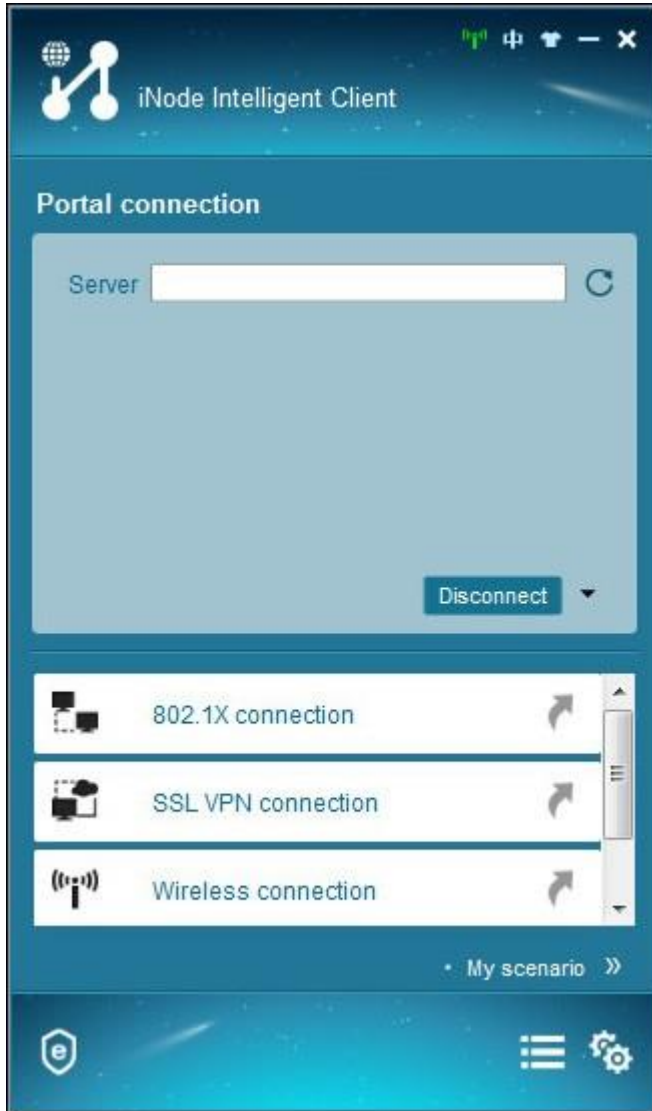 中
iNode Intelligent Client
Portal connection
Server
Disconnect
802.1X connection
SSL VPN connection
Wireless connection
• My scenario »
e